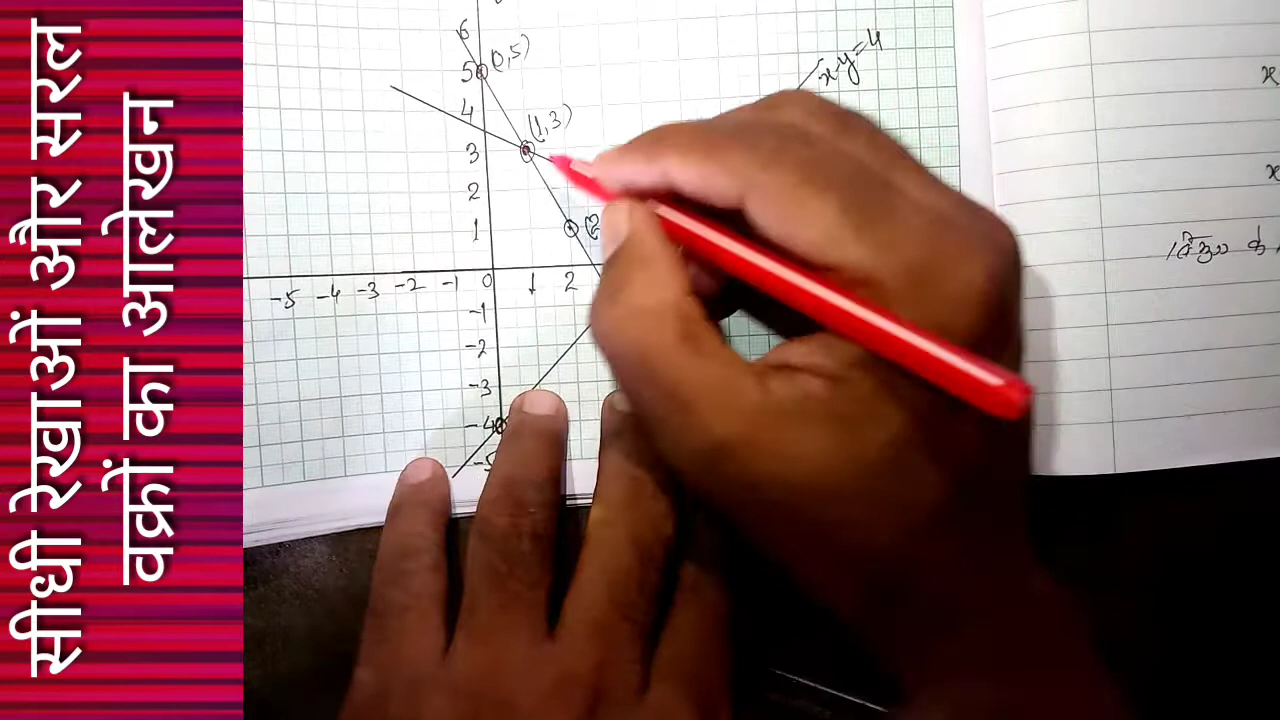 सीधी रेखाओं और सरल
वक्रों का आलेखन
6
5 (0,5)
x-y=4
4
(1,3)
3
2
1
-5 -4 -3 -2 -1 0 1 2
-1
-2
-3
-4
-5
x
x